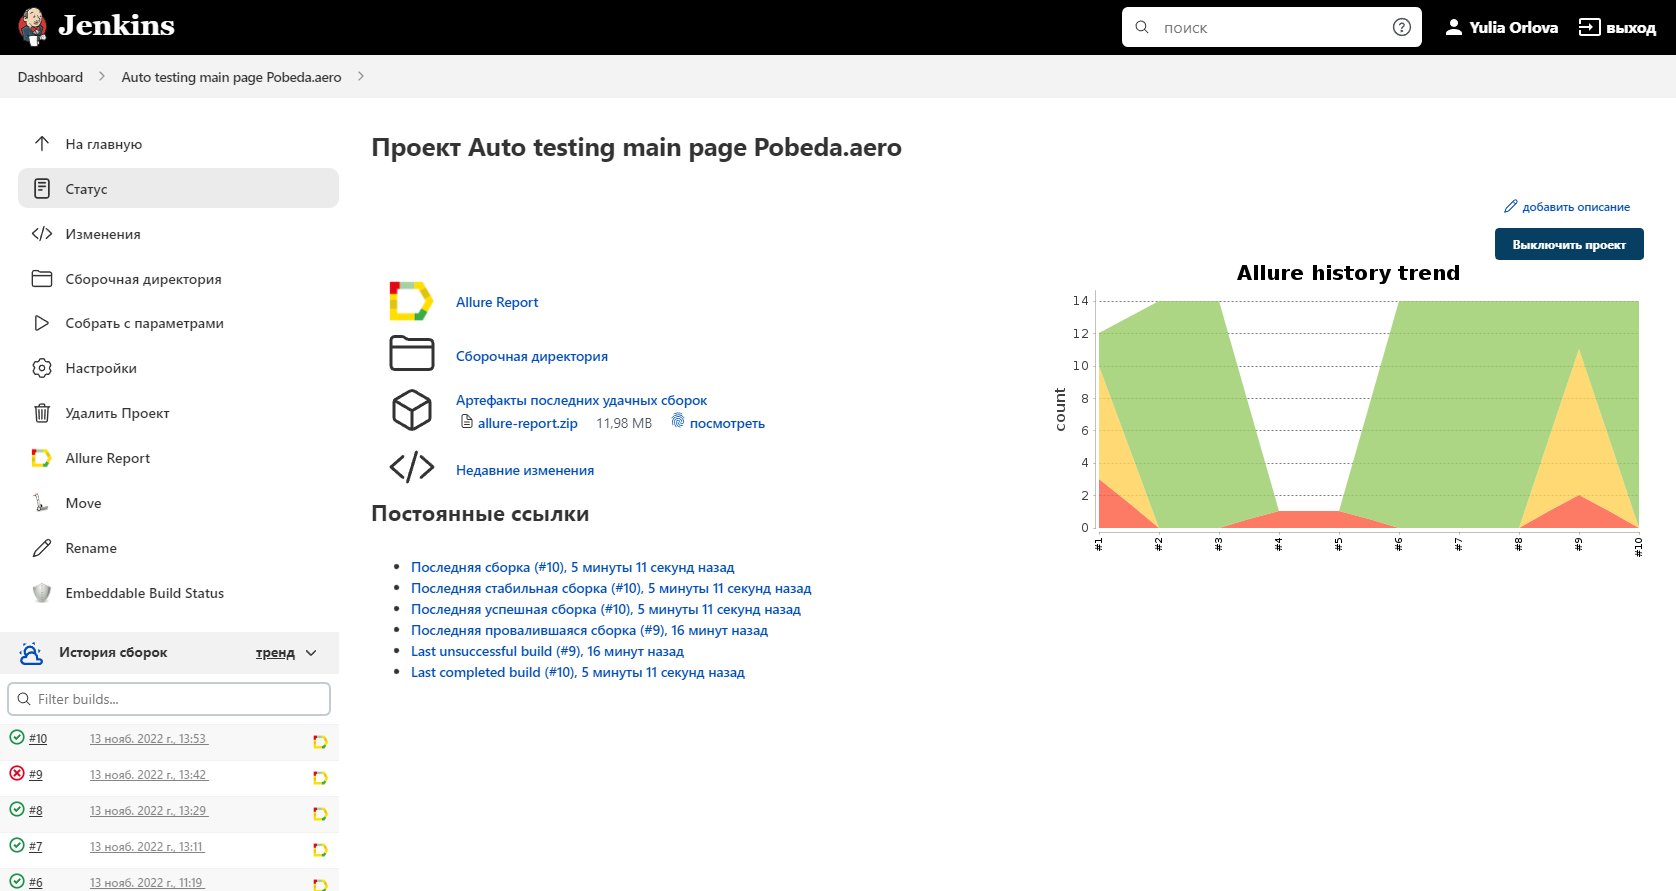 Jenkins
поиск
Yulia Orlova
выход
Dashboard
Auto testing main page Pobeda.aero
На главную
Статус
Изменения
Сборочная директория
Собрать с параметрами
Настройки
Удалить Проект
Allure Report
Move
Rename
Embeddable Build Status
История сборок
тренд
Filter builds...
#10 13 нояб. 2022 г., 13:53
#9 13 нояб. 2022 г., 13:42
#8 13 нояб. 2022 г., 13:29
#7 13 нояб. 2022 г., 13:11
#6 13 нояб. 2022 г., 11:19
Проект Auto testing main page Pobeda.aero
добавить описание
Выключить проект
Allure Report
Сборочная директория
Артефакты последних удачных сборок
allure-report.zip 11,98 MB посмотреть
Недавние изменения
Постоянные ссылки
Последняя сборка (#10), 5 минуты 11 секунд назад
Последняя стабильная сборка (#10), 5 минуты 11 секунд назад
Последняя успешная сборка (#10), 5 минуты 11 секунд назад
Последняя провалившаяся сборка (#9), 16 минут назад
Last unsuccessful build (#9), 16 минут назад
Last completed build (#10), 5 минуты 11 секунд назад
Allure history trend
count
14
12
10
8
6
4
2
0
#1 #2 #3 #4 #5 #6 #7 #8 #9 #10